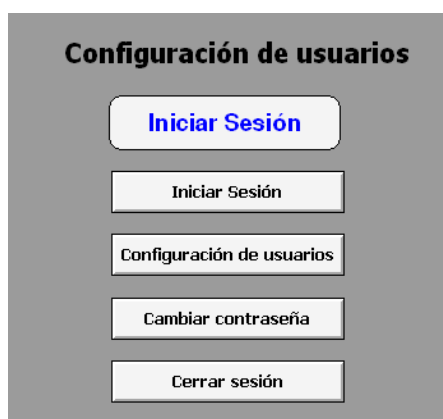 Configuración de usuarios
Iniciar Sesión
Iniciar Sesión
Configuración de usuarios
Cambiar contraseña
Cerrar sesión